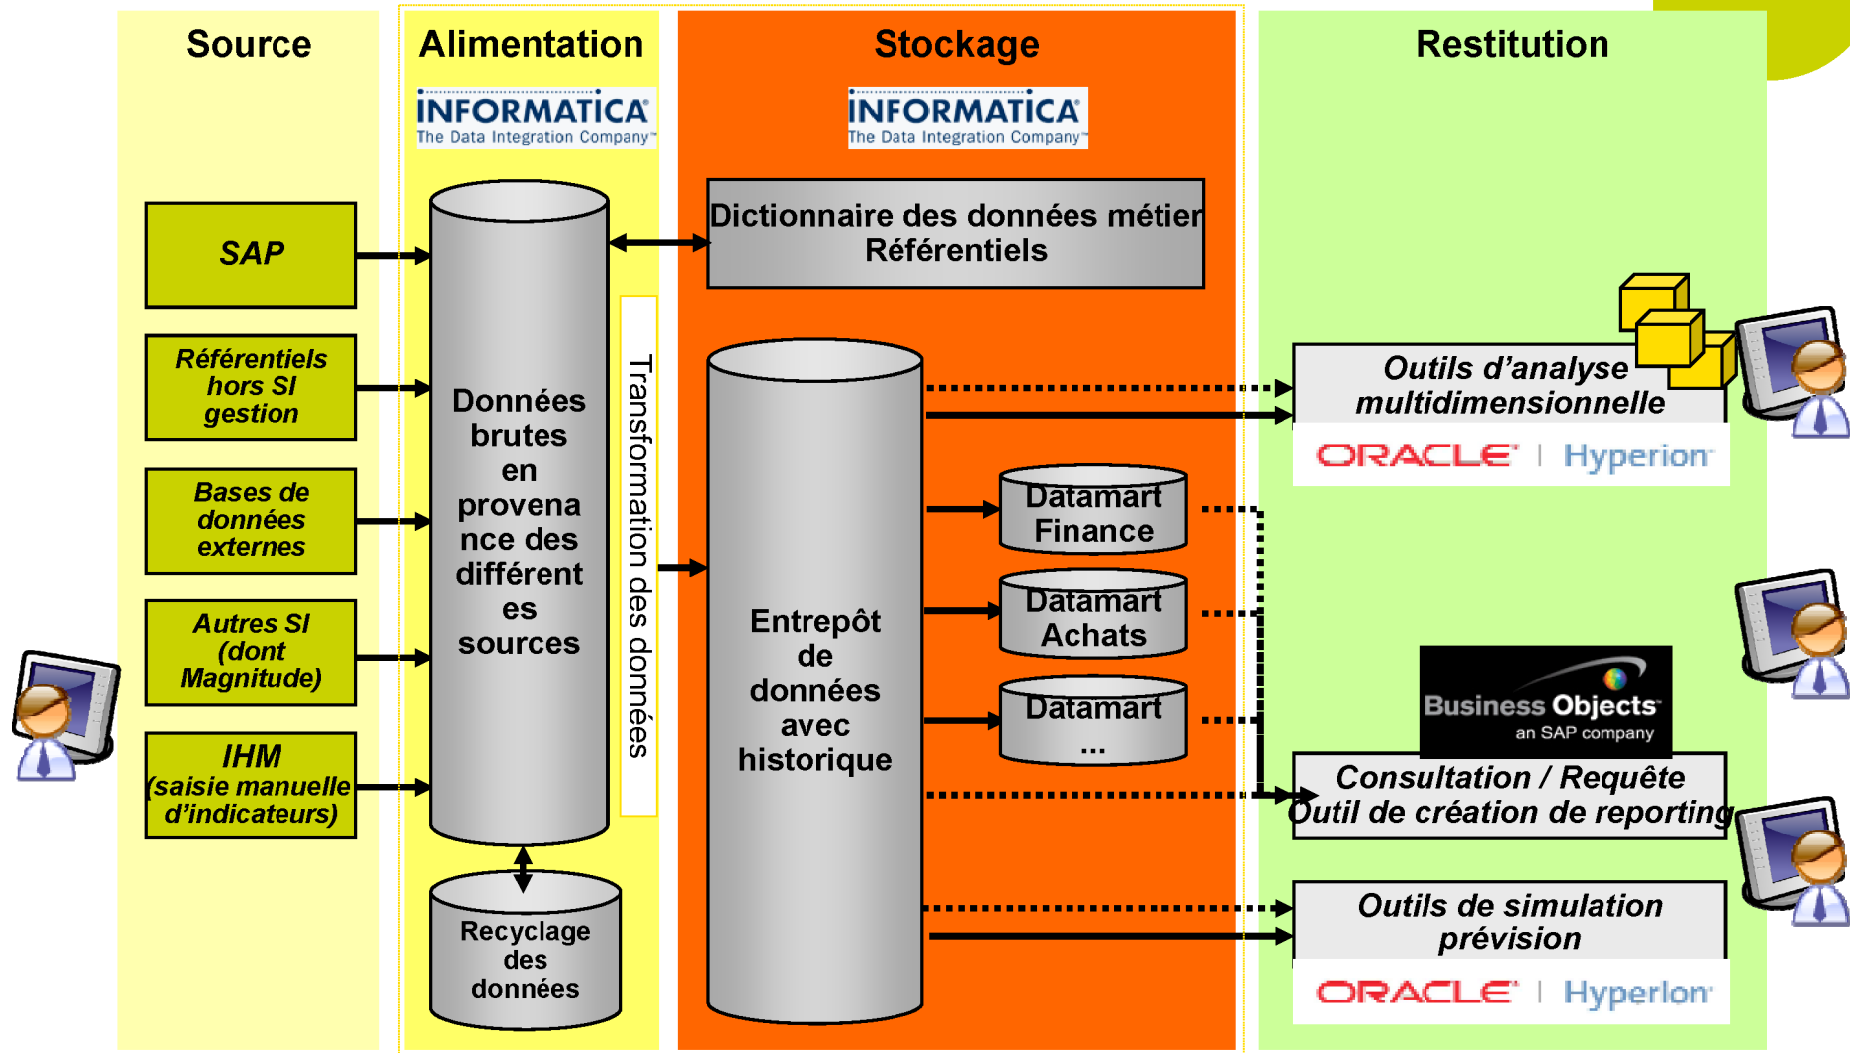 Source
Alimentation
Stockage
Restitution
INFORMATICA®
The Data Integration Company™
INFORMATICA®
The Data Integration Company™
SAP
Référentiels
hors SI
gestion
Bases de
données
externes
Autres SI
(dont
Magnitude)
IHM
(saisie manuelle
d'indicateurs)
Données
brutes
en
provena
nce des
différent
es
sources
Recyclage
des
données
Transformation des données
Dictionnaire des données métier
Référentiels
Entrepôt
de
données
avec
historique
Datamart
Finance
Datamart
Achats
Datamart
...
Outils d'analyse
multidimensionnelle
ORACLE | Hyperion
Business Objects™
an SAP company
Consultation / Requête
Outil de création de reporting
Outils de simulation
prévision
ORACLE | Hyperion